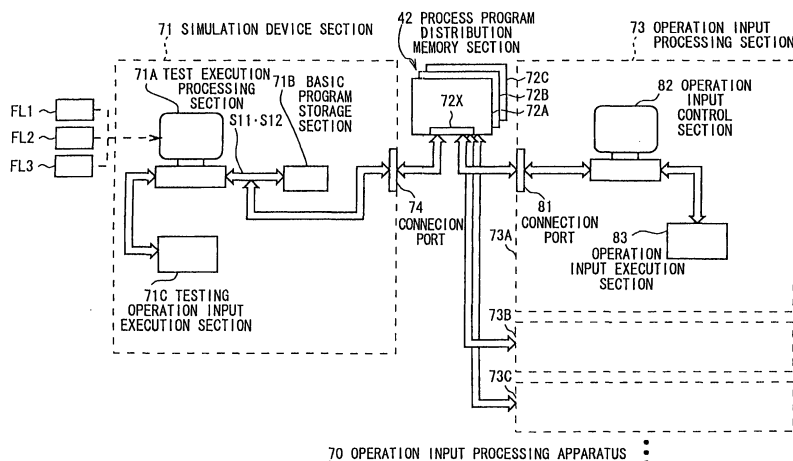 71 SIMULATION DEVICE SECTION
42 PROCESS PROGRAM
DISTRIBUTION
MEMORY SECTION
73 OPERATION INPUT
PROCESSING SECTION
71A TEST EXECUTION
PROCESSING
SECTION
71B BASIC
PROGRAM
STORAGE
SECTION
S11·S12
FL1
FL2
FL3
72C
72B
72A
72X
82 OPERATION
INPUT
CONTROL
SECTION
74
CONNECION
PORT
81
CONNECTION
PORT
83
OPERATION
INPUT EXECUTION
SECTION
71C TESTING
OPERATION INPUT
EXECUTION SECTION
73A
73B
73C
70 OPERATION INPUT PROCESSING APPARATUS